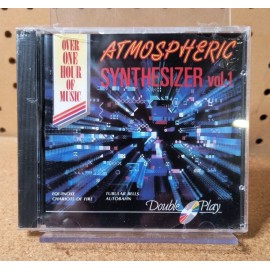 OVER
ONE
HOUR
OF
MUSIC
ATMOSPHERIC
SYNTHESIZER vol.1
EQUINOXE
CHARIOTS OF FIRE
TUBULAR BELLS
AUTOBAHN
Double Play